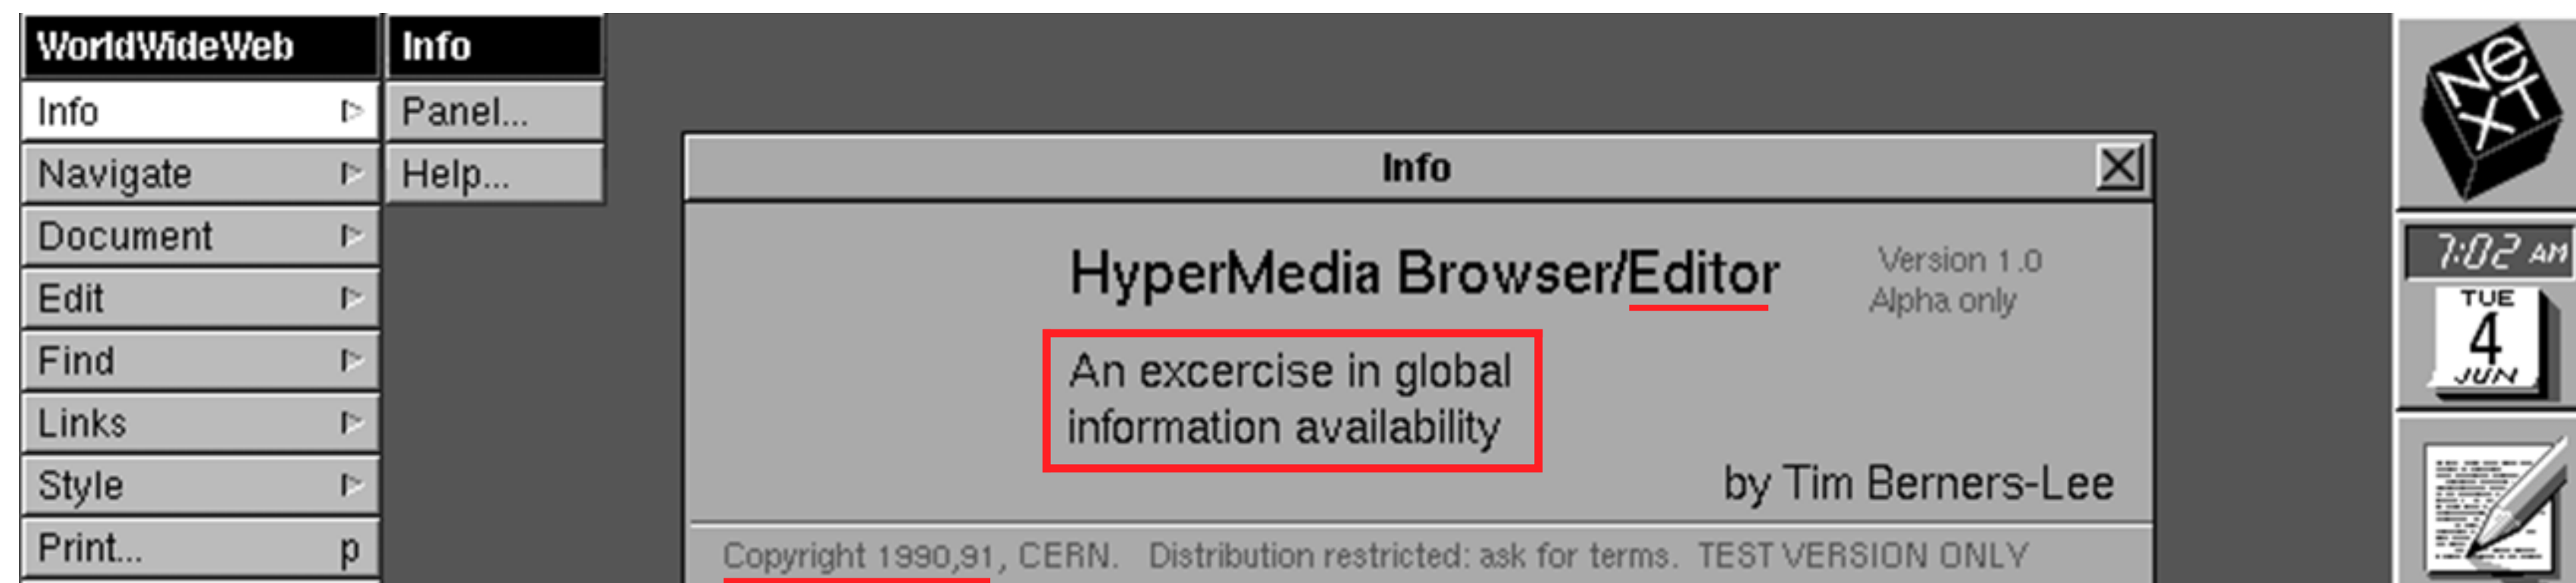 WorldWideWeb
Info
Navigate
Document
Edit
Find
Links
Style
Print... p
Info
Panel...
Help...
Info
HyperMedia Browser/Editor
Version 1.0
Alpha only
An excercise in global
information availability
by Tim Berners-Lee
Copyright 1990,91, CERN. Distribution restricted: ask for terms. TEST VERSION ONLY
NeXT
7:02 AM
TUE
4
JUN